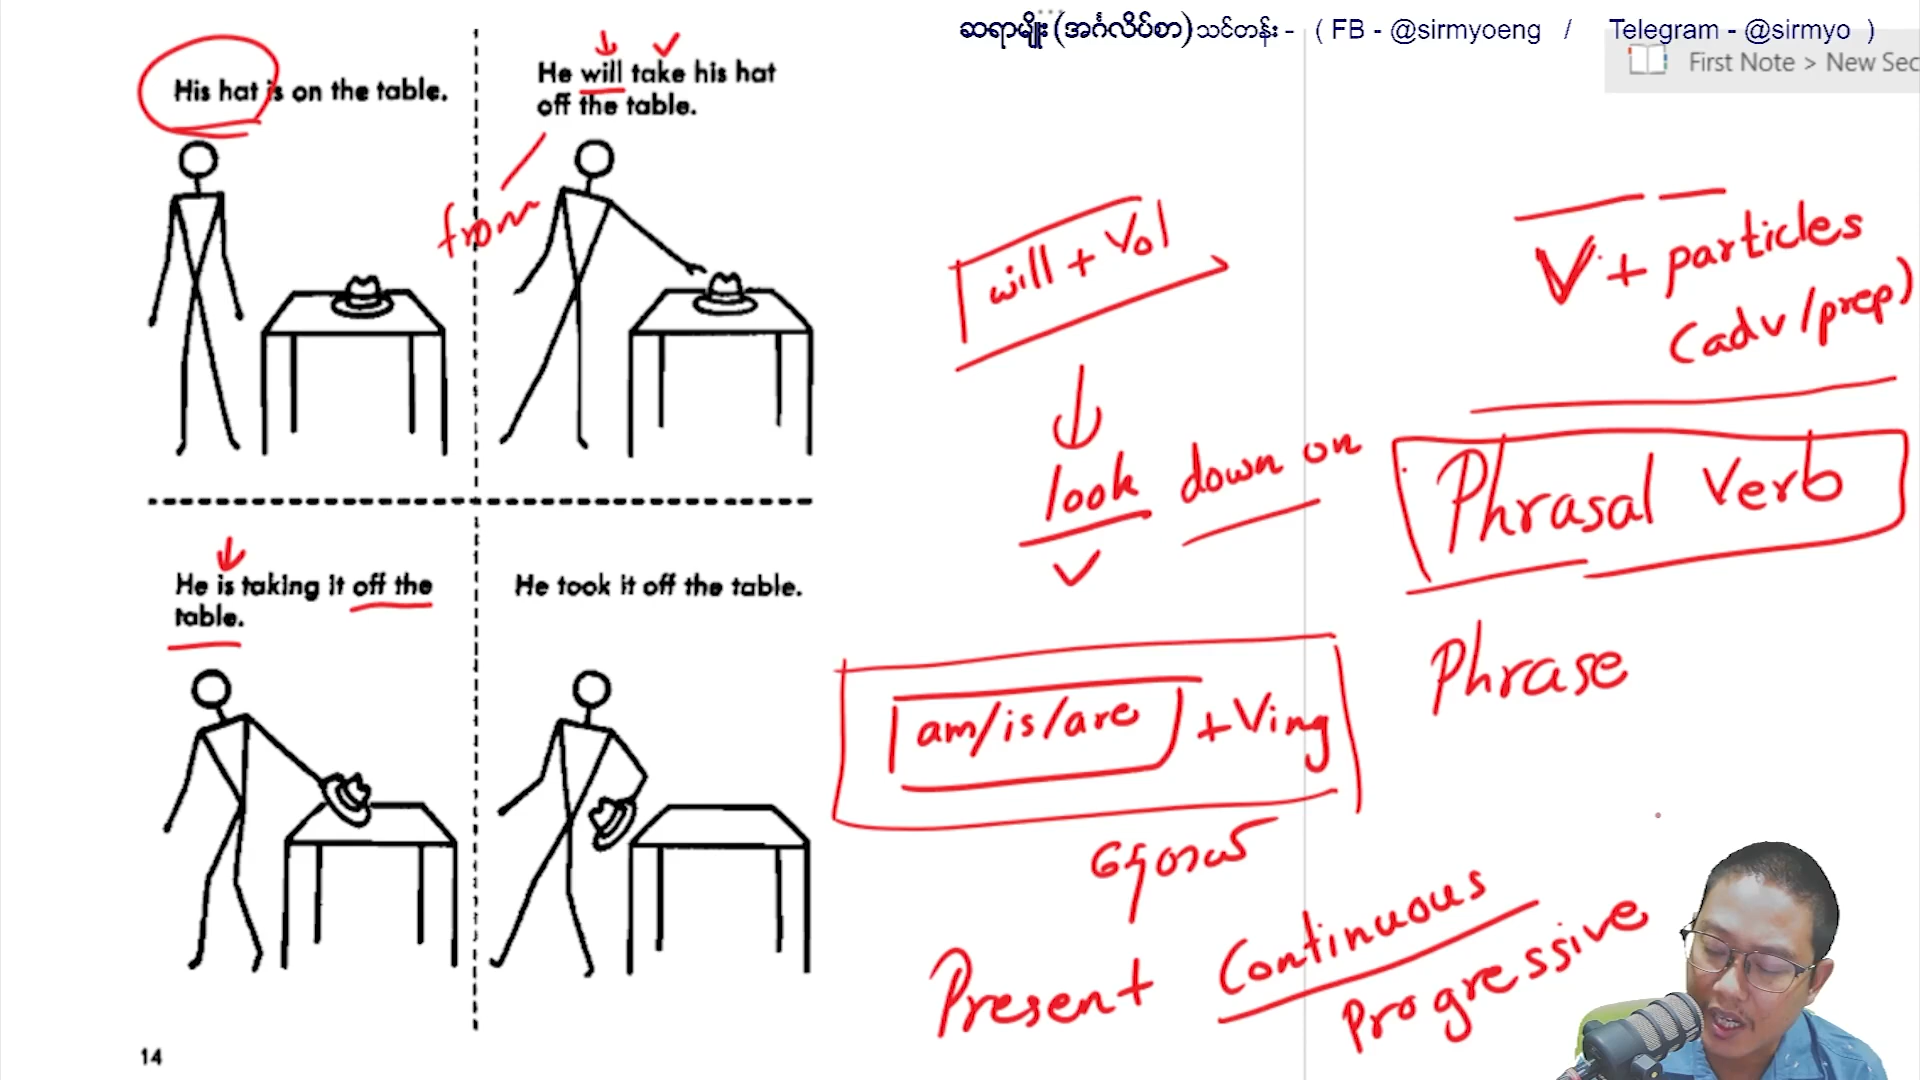 ဆရာမျိုး (အင်္ဂလိပ်စာ) သင်တန်း - ( FB - @sirmyoeng / Telegram - @sirmyo )
First Note > New Sec
His hat is on the table.
He will take his hat
off the table.
from
will + Vo1
look down on
V + particles
(adv/prep)
Phrasal Verb
Phrase
He is taking it off the
table.
He took it off the table.
am/is/are + Ving
Present Continuous
Progressive
14